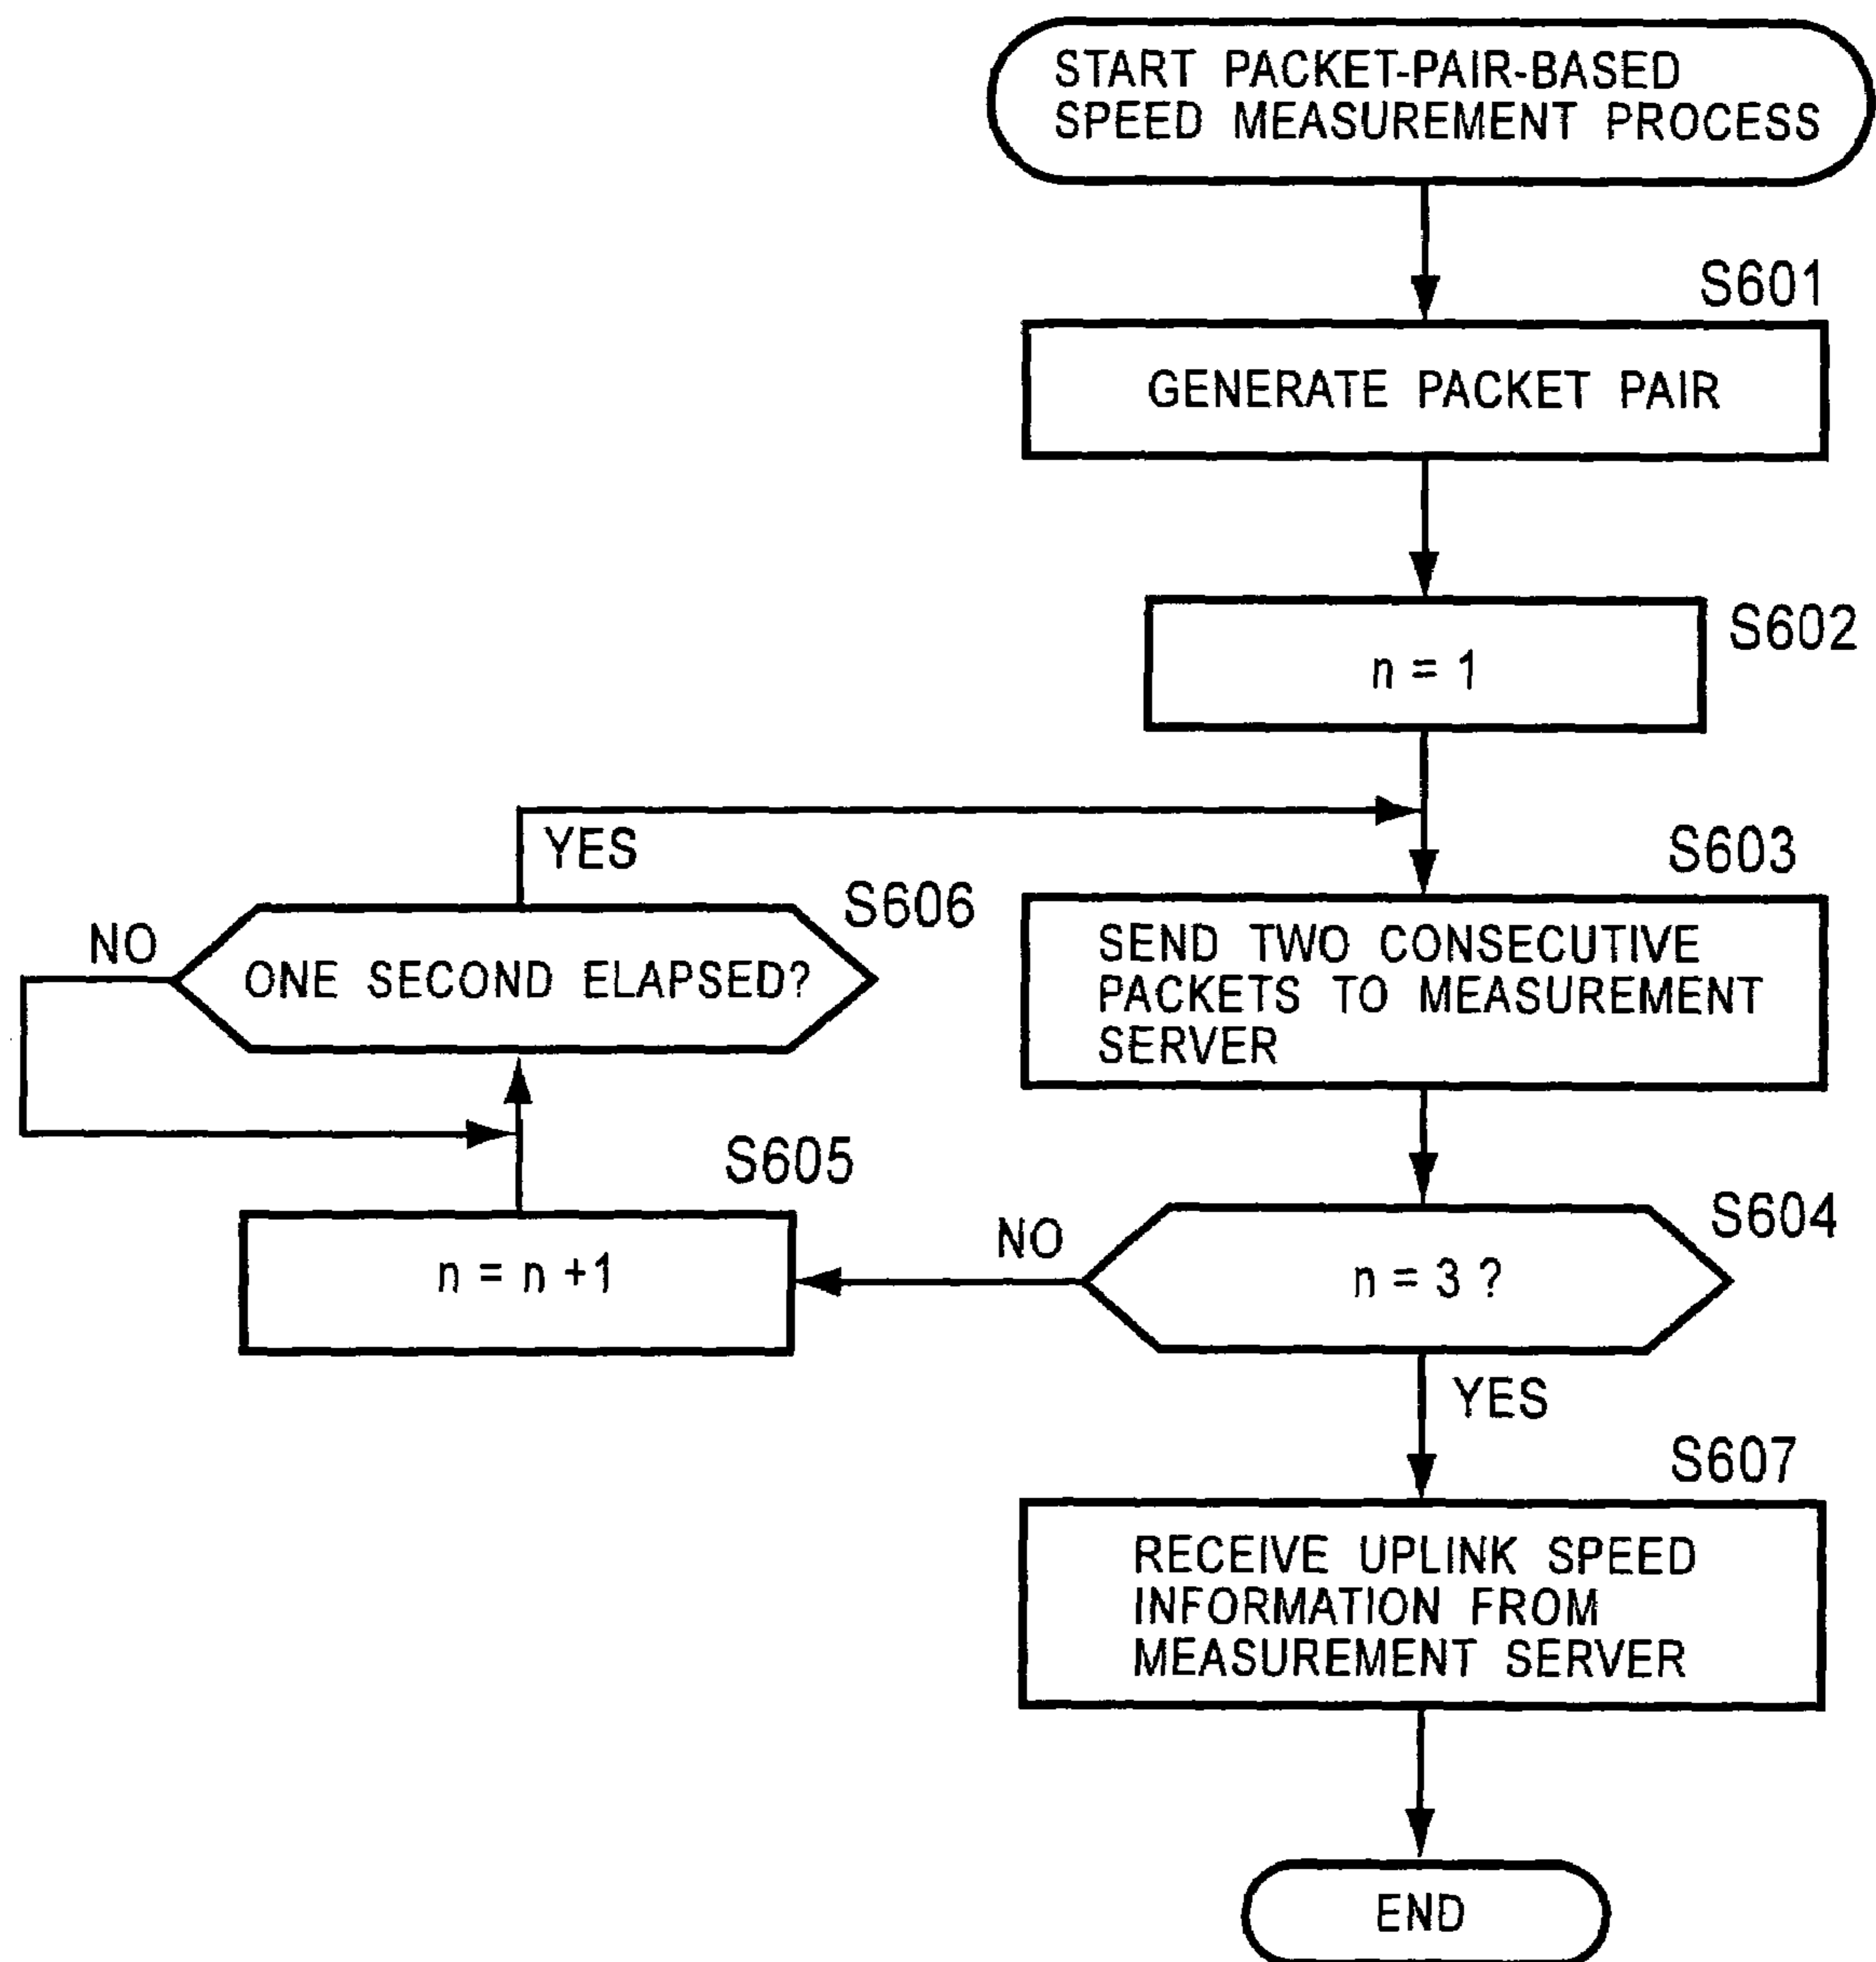 START PACKET-PAIR-BASED
SPEED MEASUREMENT PROCESS
S601
GENERATE PACKET PAIR
S602
n = 1
YES
S603
S606
NO
ONE SECOND ELAPSED?
SEND TWO CONSECUTIVE
PACKETS TO MEASUREMENT
SERVER
S605
S604
NO
n = n +1
n = 3 ?
YES
S607
RECEIVE UPLINK SPEED
INFORMATION FROM
MEASUREMENT SERVER
END